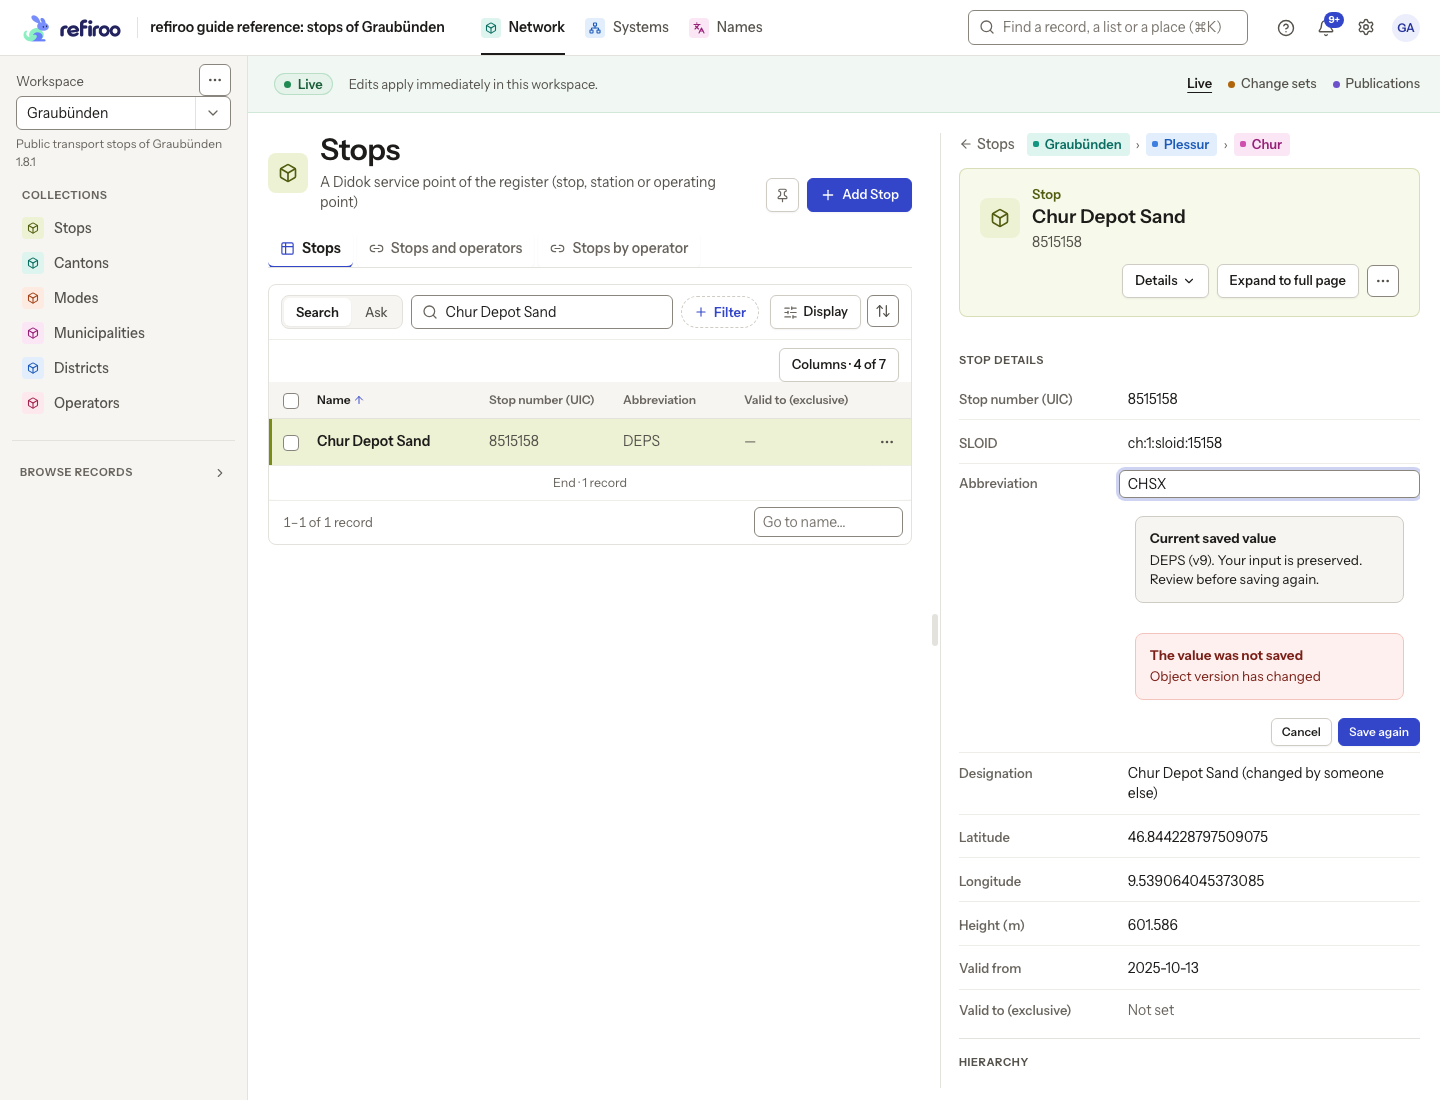 refiroo
refiroo guide reference: stops of Graubünden
Network
Systems
Names
Find a record, a list or a place (⌘K)
9+
GA
Workspace
Graubünden
Public transport stops of Graubünden
1.8.1
COLLECTIONS
Stops
Cantons
Modes
Municipalities
Districts
Operators
BROWSE RECORDS
Live
Edits apply immediately in this workspace.
Live
Change sets
Publications
Stops
A Didok service point of the register (stop, station or operating
point)
Add Stop
Stops
Stops and operators
Stops by operator
Search
Ask
Chur Depot Sand
Filter
Display
Columns · 4 of 7
Name ↑
Stop number (UIC)
Abbreviation
Valid to (exclusive)
Chur Depot Sand
8515158
DEPS
—
End · 1 record
1–1 of 1 record
Go to name...
← Stops
Graubünden
›
Plessur
›
Chur
Stop
Chur Depot Sand
8515158
Details
Expand to full page
STOP DETAILS
Stop number (UIC)
8515158
SLOID
ch:1:sloid:15158
Abbreviation
CHSX
Current saved value
DEPS (v9). Your input is preserved.
Review before saving again.
The value was not saved
Object version has changed
Cancel
Save again
Designation
Chur Depot Sand (changed by someone
else)
Latitude
46.844228797509075
Longitude
9.539064045373085
Height (m)
601.586
Valid from
2025-10-13
Valid to (exclusive)
Not set
HIERARCHY